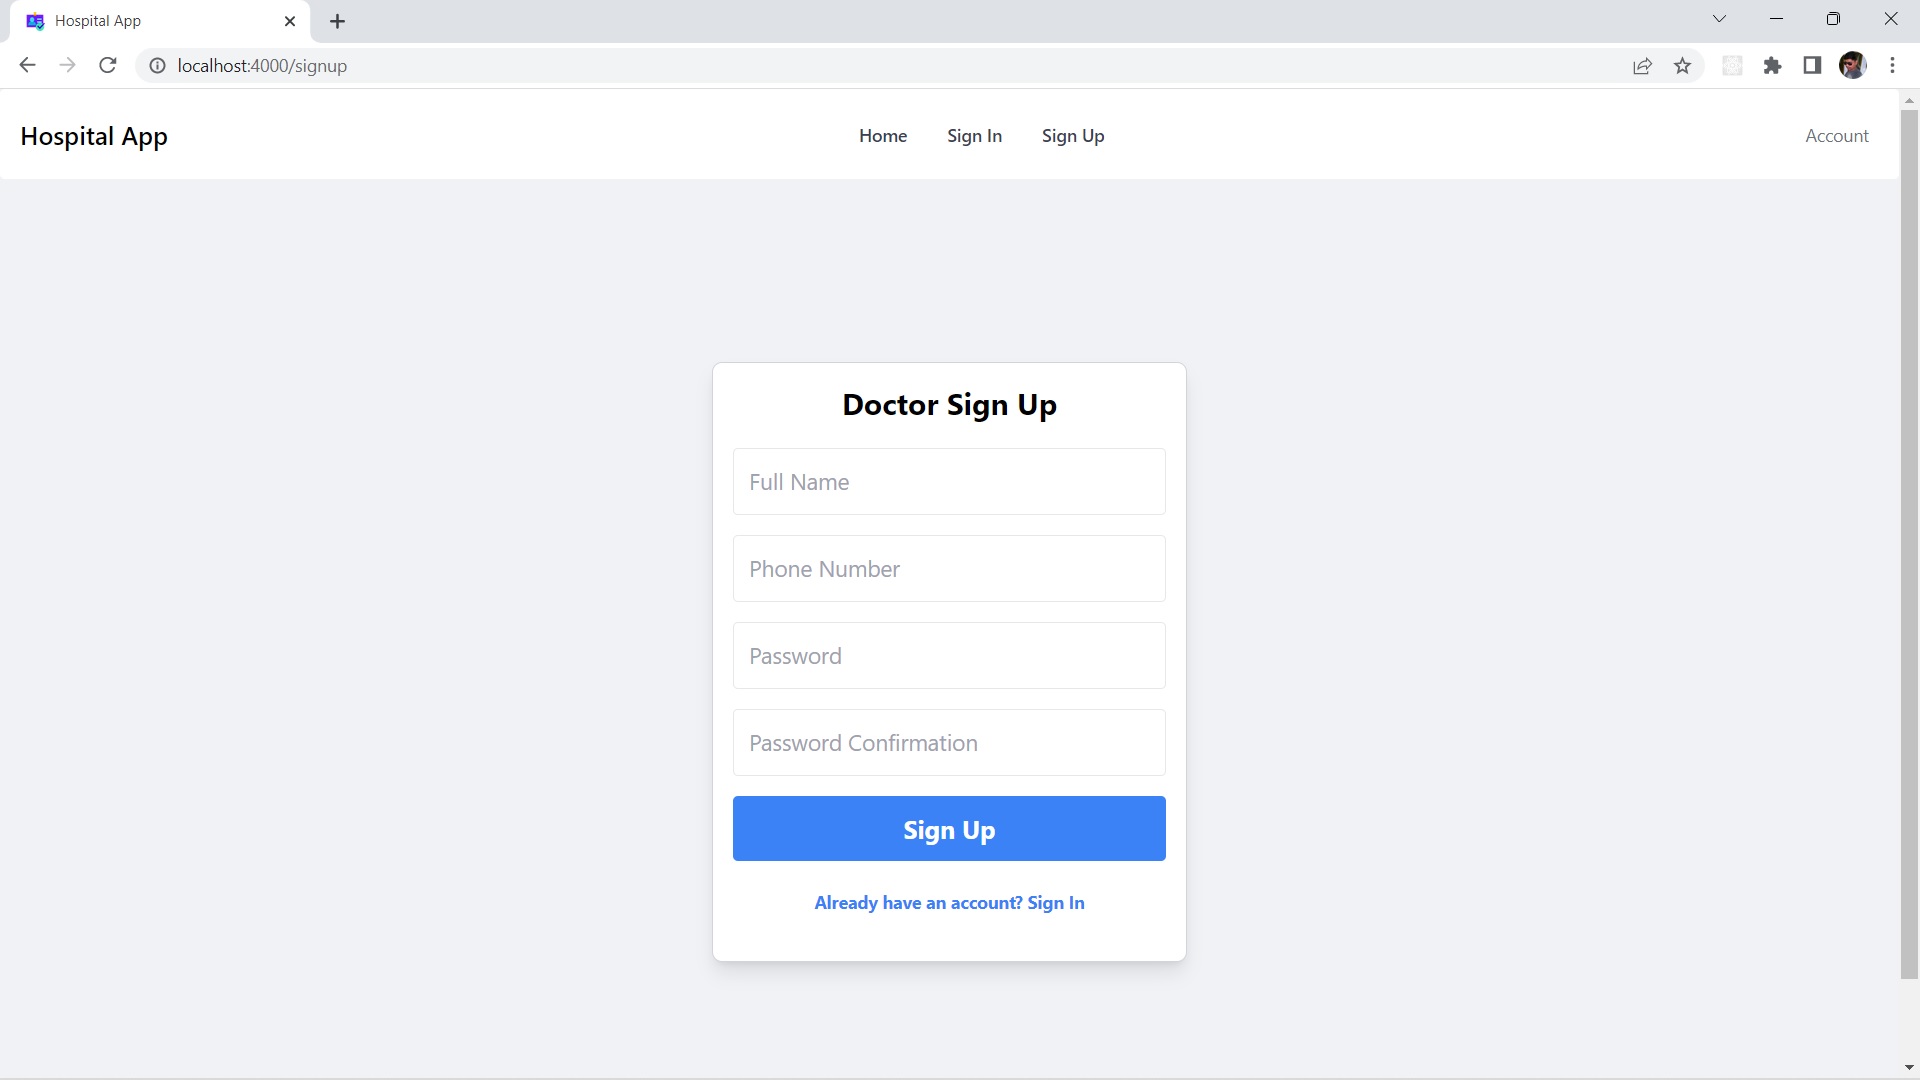 Hospital App
localhost:4000/signup
Hospital App
Home
Sign In
Sign Up
Account
Doctor Sign Up
Full Name
Phone Number
Password
Password Confirmation
Sign Up
Already have an account? Sign In